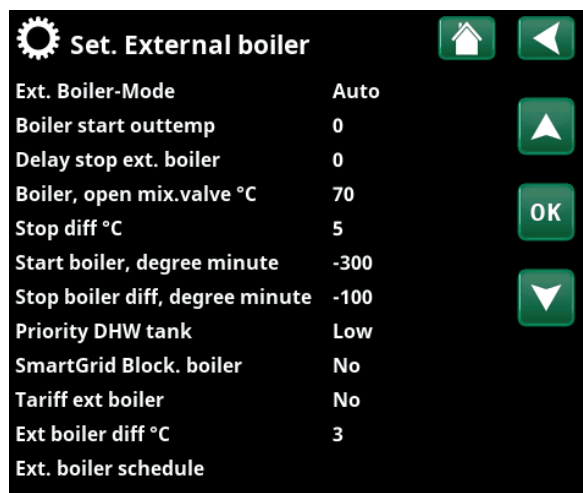 Set. External boiler
Ext. Boiler-Mode Auto
Boiler start outtemp 0
Delay stop ext. boiler 0
Boiler, open mix.valve °C 70
Stop diff °C 5
OK
Start boiler, degree minute -300
Stop boiler diff, degree minute -100
Priority DHW tank Low
SmartGrid Block. boiler No
Tariff ext boiler No
Ext boiler diff °C 3
Ext. boiler schedule